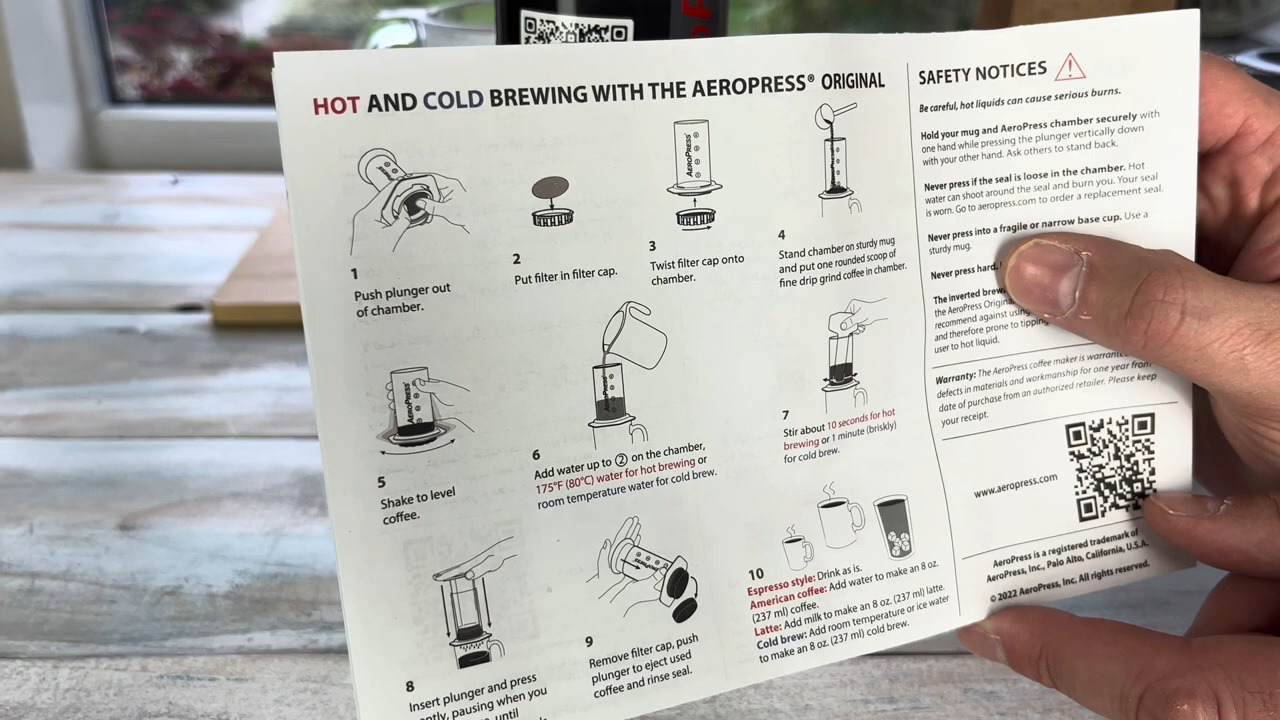 HOT AND COLD BREWING WITH THE AEROPRESS® ORIGINAL
1
Push plunger out
of chamber.
2
Put filter in filter cap.
AEROPRESS
3
Twist filter cap onto
chamber.
4
Stand chamber on sturdy mug
and put one rounded scoop of
fine drip grind coffee in chamber.
AEROPRESS
5
Shake to level
coffee.
AEROPRESS
6
Add water up to ② on the chamber,
175°F (80°C) water for hot brewing or
room temperature water for cold brew.
7
Stir about 10 seconds for hot
brewing or 1 minute (briskly)
for cold brew.
8
Insert plunger and press
pausing when you
until
9
Remove filter cap, push
plunger to eject used
coffee and rinse seal.
10
Espresso style: Drink as is.
American coffee: Add water to make an 8 oz.
(237 ml) coffee.
Latte: Add milk to make an 8 oz. (237 ml) latte.
Cold brew: Add room temperature or ice water
to make an 8 oz. (237 ml) cold brew.
SAFETY NOTICES
Be careful, hot liquids can cause serious burns.
Hold your mug and AeroPress chamber securely with
one hand while pressing the plunger vertically down
with your other hand. Ask others to stand back.
Never press if the seal is loose in the chamber. Hot
water can shoot around the seal and burn you. Your seal
is worn. Go to aeropress.com to order a replacement seal.
Never press into a fragile or narrow base cup. Use a
sturdy mug.
Never press hard.
The inverted
the AeroPress
recommend against using
and therefore prone to tipping
user to hot liquid.
Warranty: The AeroPress coffee maker is
defects in materials and workmanship for one year from
date of purchase from an authorized retailer. Please keep
your receipt.
www.aeropress.com
AeroPress is a registered trademark of
AeroPress, Inc., Palo Alto, California, U.S.A.
© 2022 AeroPress, Inc. All rights reserved.